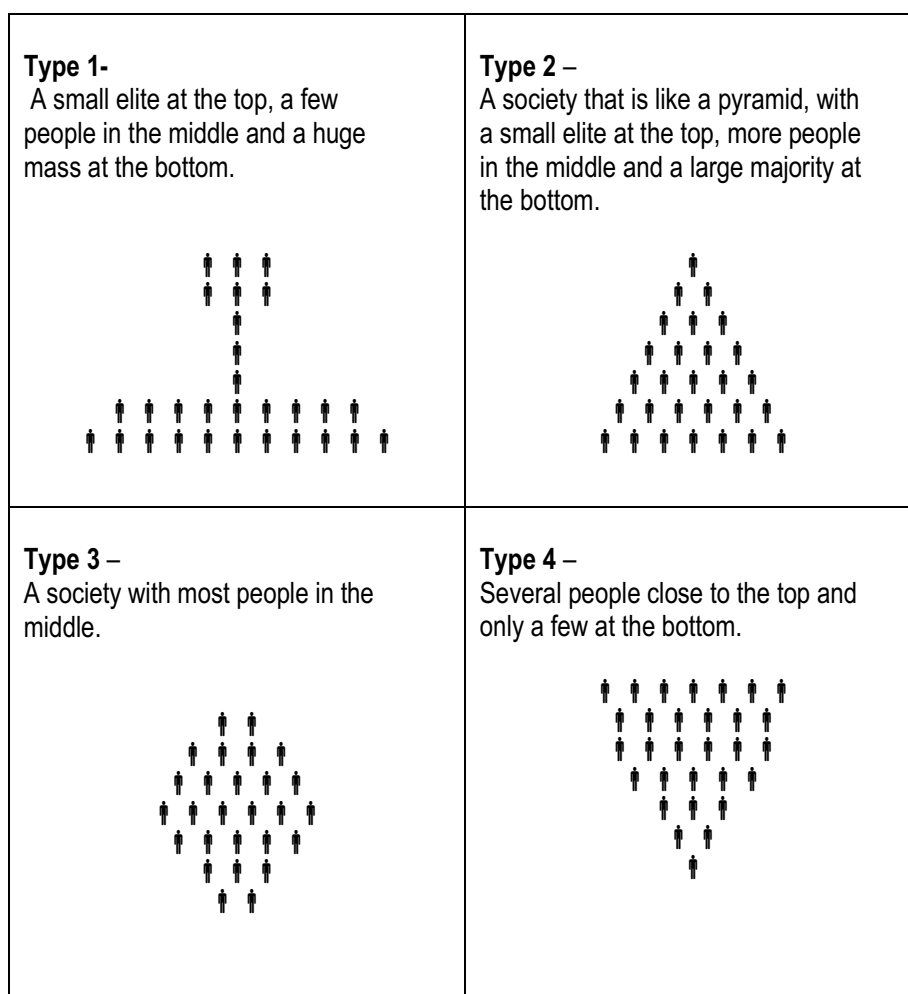 Type 1-
A small elite at the top, a few
people in the middle and a huge
mass at the bottom.
Type 2 –
A society that is like a pyramid, with
a small elite at the top, more people
in the middle and a large majority at
the bottom.
Type 3 –
A society with most people in the
middle.
Type 4 –
Several people close to the top and
only a few at the bottom.